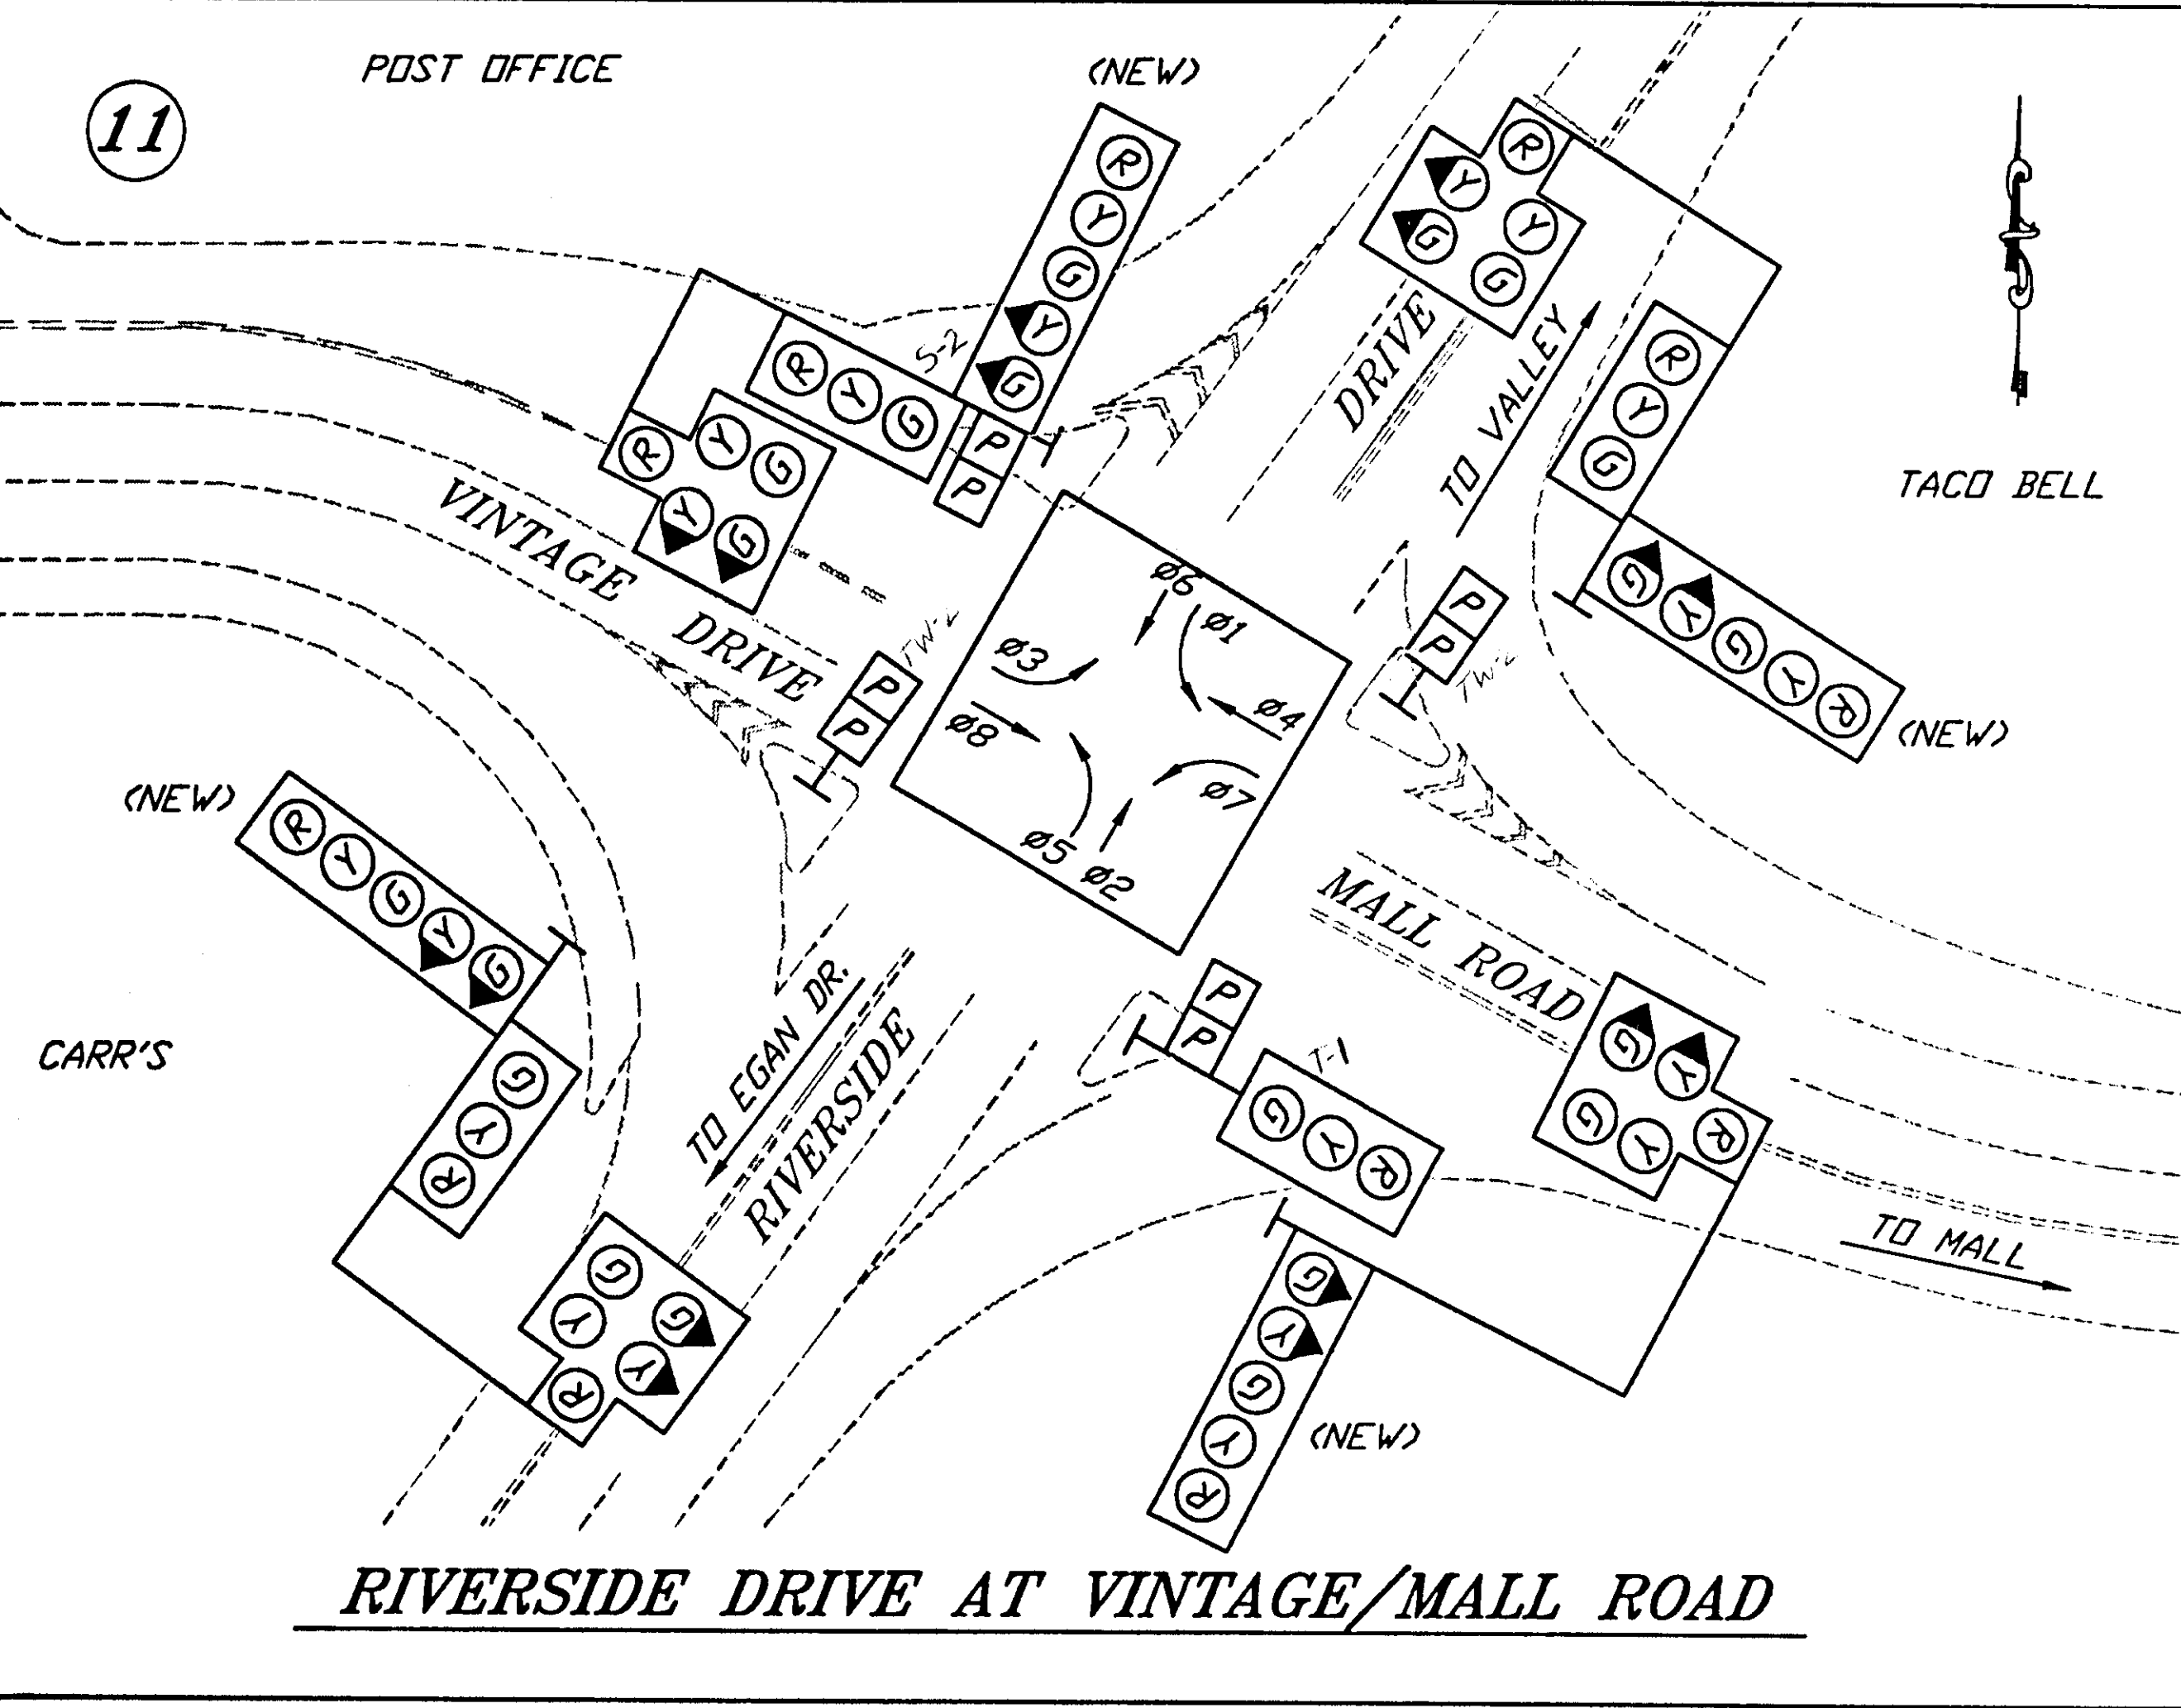 POST OFFICE
(NEW)
11
R
Y
G
Y
G
R
Y
G
Y
G
S-2
R Y G
R Y G
Y G
P
P
R
Y
G
DRIVE
TO VALLEY
TACO BELL
VINTAGE DRIVE
TW-2
P
P
P
P
TW-2
G Y G Y R
(NEW)
ø6
ø1
ø3
ø8
ø4
ø7
ø5
ø2
(NEW)
R Y G Y G
MALL ROAD
CARR'S
G
Y
R
TO EGAN DR.
RIVERSIDE
P
P
T-1
G Y R
G Y
G Y R
TO MALL
G
Y
R
G
Y
G
Y
G
Y
R
(NEW)
RIVERSIDE DRIVE AT VINTAGE/MALL ROAD